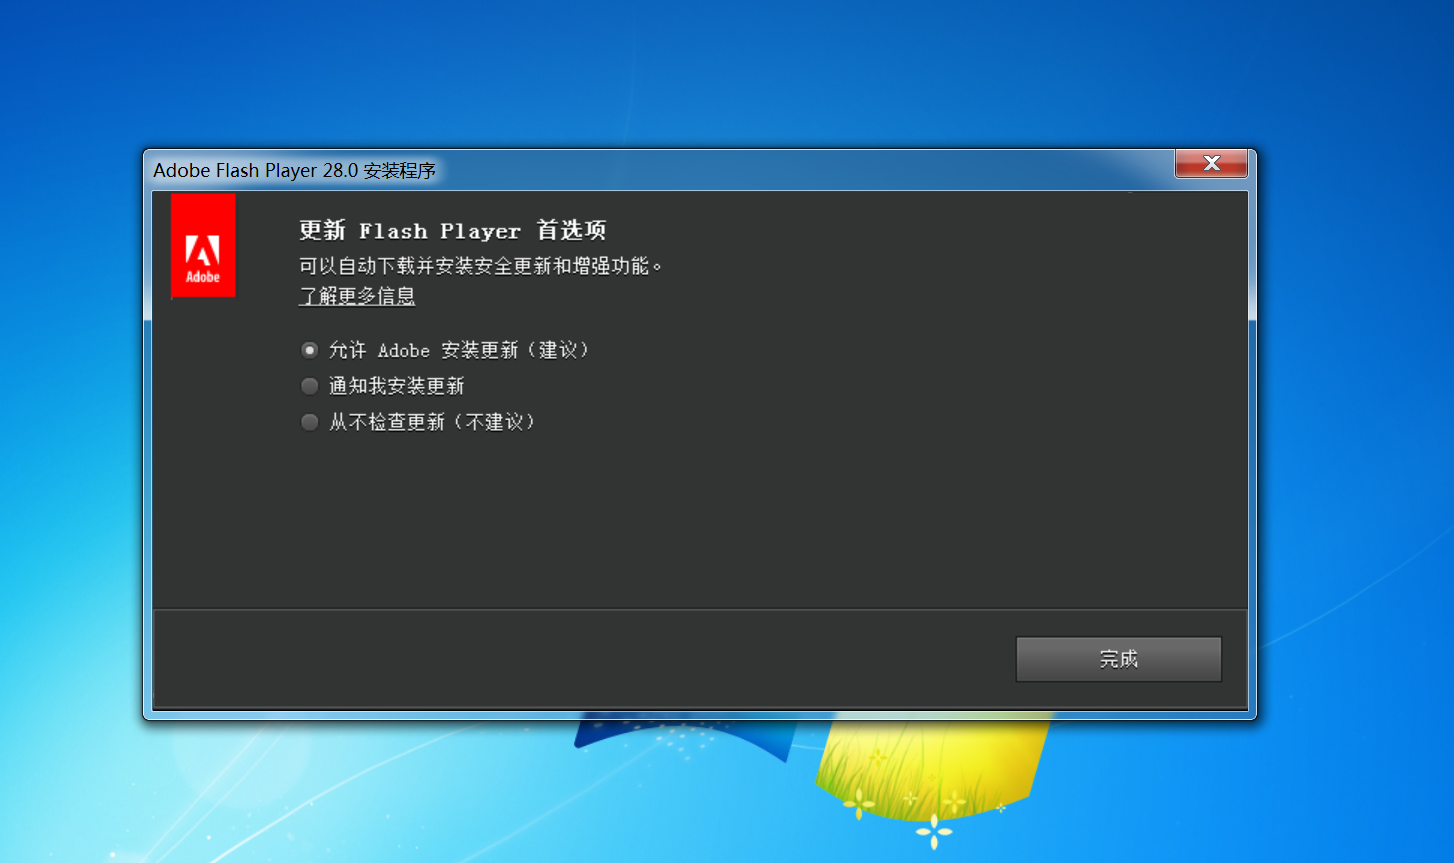 Adobe Flash Player 28.0 安装程序
Adobe
更新 Flash Player 首选项
可以自动下载并安装安全更新和增强功能。
了解更多信息
允许 Adobe 安装更新（建议）
通知我安装更新
从不检查更新（不建议）
完成